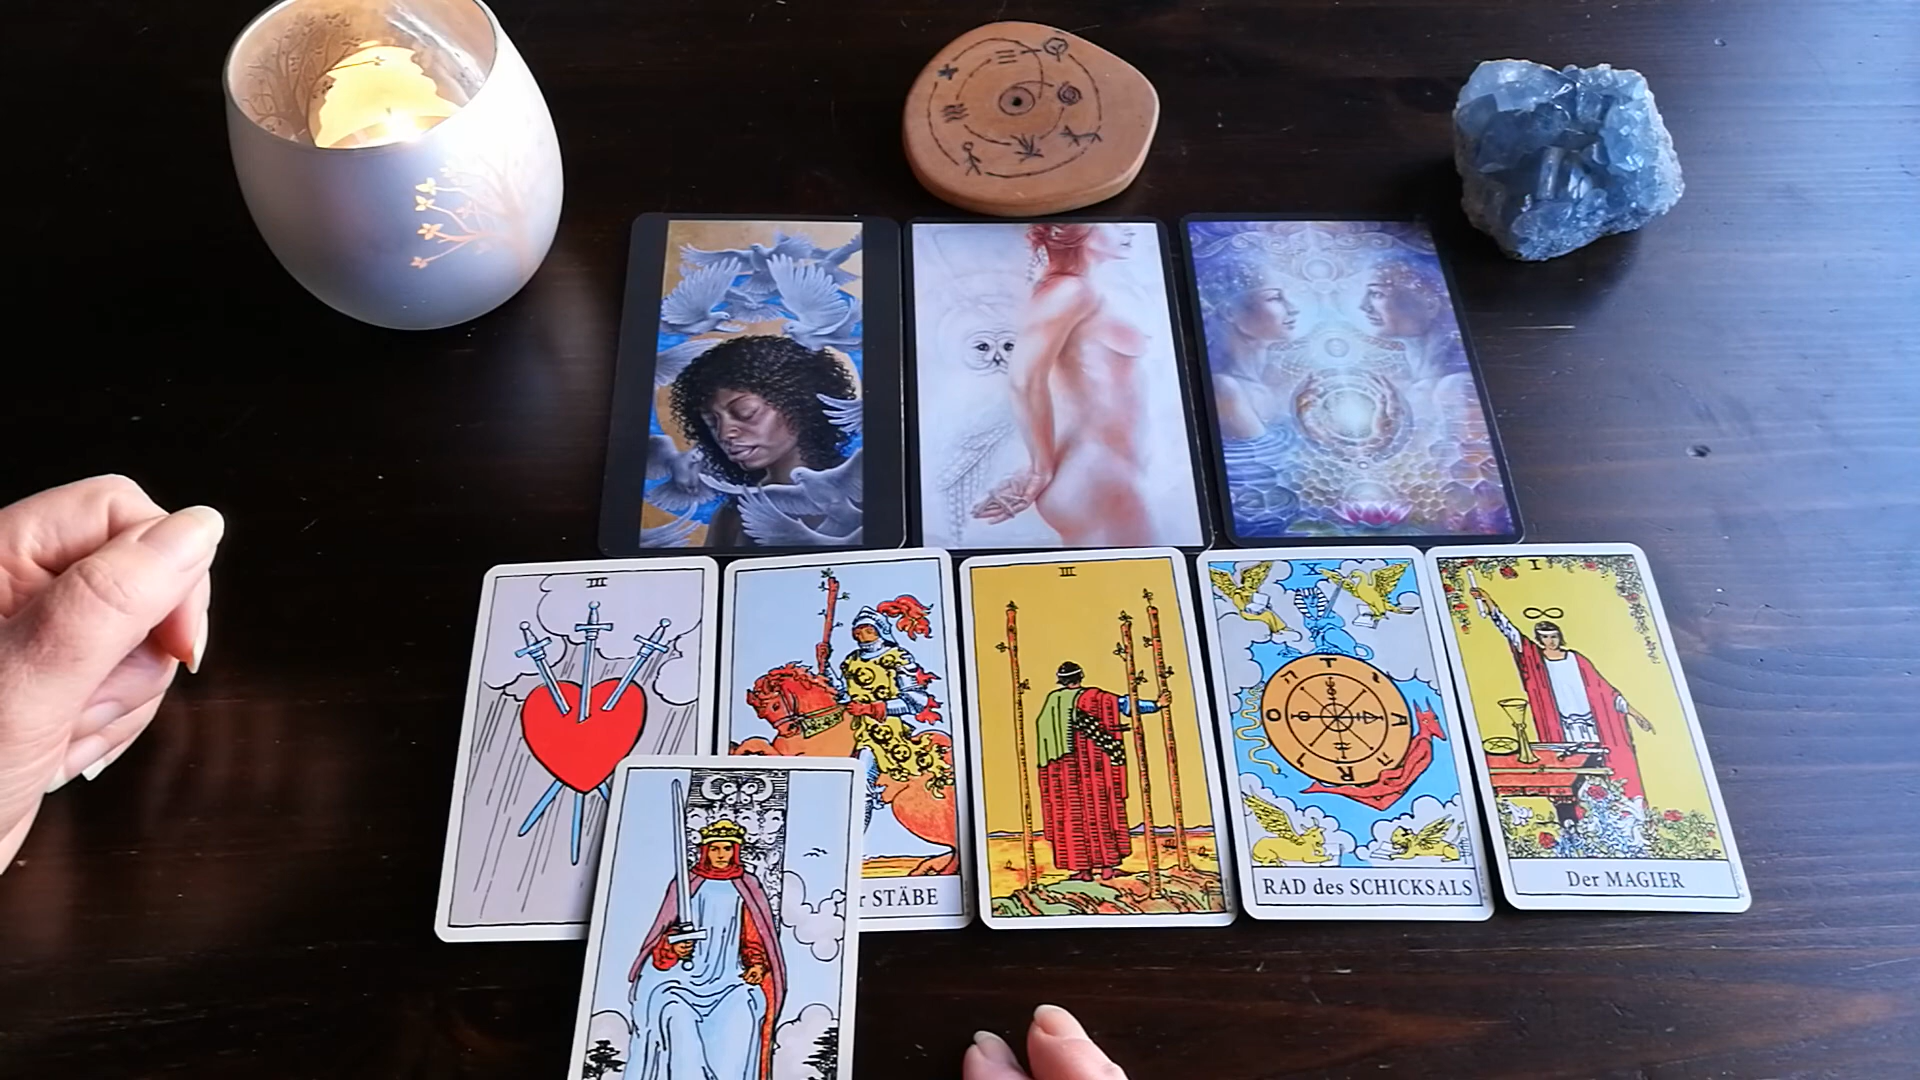 III
III
X
I
r STÄBE
RAD des SCHICKSALS
Der MAGIER